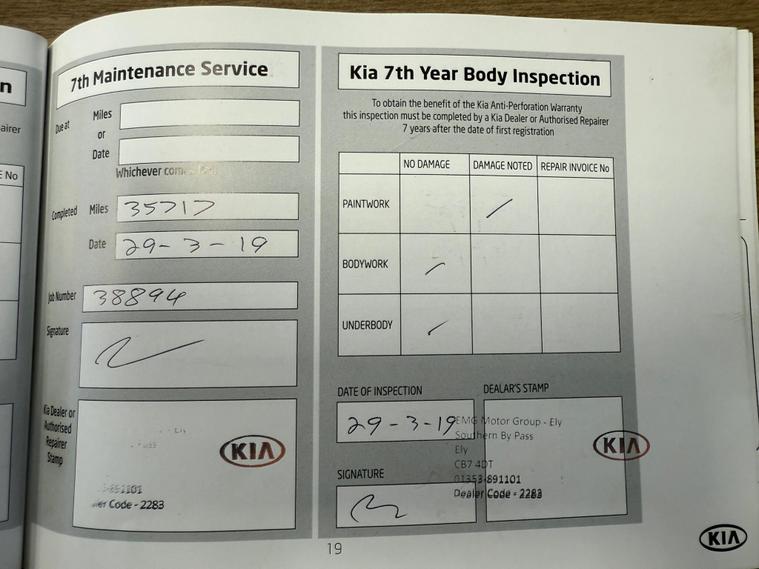 n
airer
E No
7th Maintenance Service
Due at
Miles
or
Date
Whichever com
Completed
Miles 35717
Date 29-3-19
Job Number 38894
Signature
Kia Dealer or
Authorised
Repairer
Stamp
Ely
KIA
-891101
Code - 2283
Kia 7th Year Body Inspection
To obtain the benefit of the Kia Anti-Perforation Warranty
this inspection must be completed by a Kia Dealer or Authorised Repairer
7 years after the date of first registration
NO DAMAGE DAMAGE NOTED REPAIR INVOICE No
PAINTWORK
BODYWORK
UNDERBODY
DATE OF INSPECTION
29-3-19
DEALAR'S STAMP
EMG Motor Group - Ely
Southern By Pass
Ely
CB7 4DT
01353-891101
Dealer Code - 2283
KIA
SIGNATURE
19
KIA